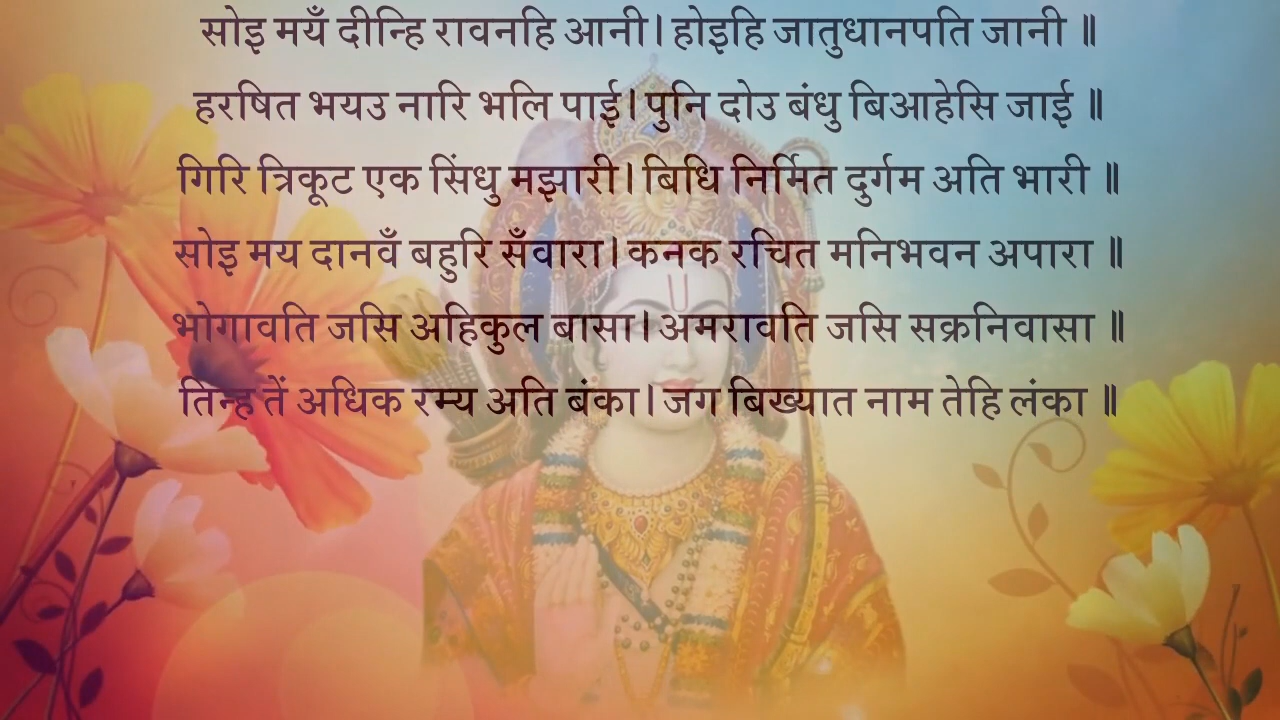 सोइ मयँ दीन्हि रावनहि आनी। होइहि जातुधानपति जानी ॥
हरषित भयउ नारि भलि पाई। पुनि दोउ बंधु बिआहेसि जाई ॥
गिरि त्रिकूट एक सिंधु मझारी। बिधि निर्मित दुर्गम अति भारी ॥
सोइ मय दानवँ बहुरि सँवारा। कनक रचित मनिभवन अपारा ॥
भोगावति जसि अहिकुल बासा। अमरावति जसि सक्रनिवासा ॥
तिन्ह तें अधिक रम्य अति बंका। जग बिख्यात नाम तेहि लंका ॥